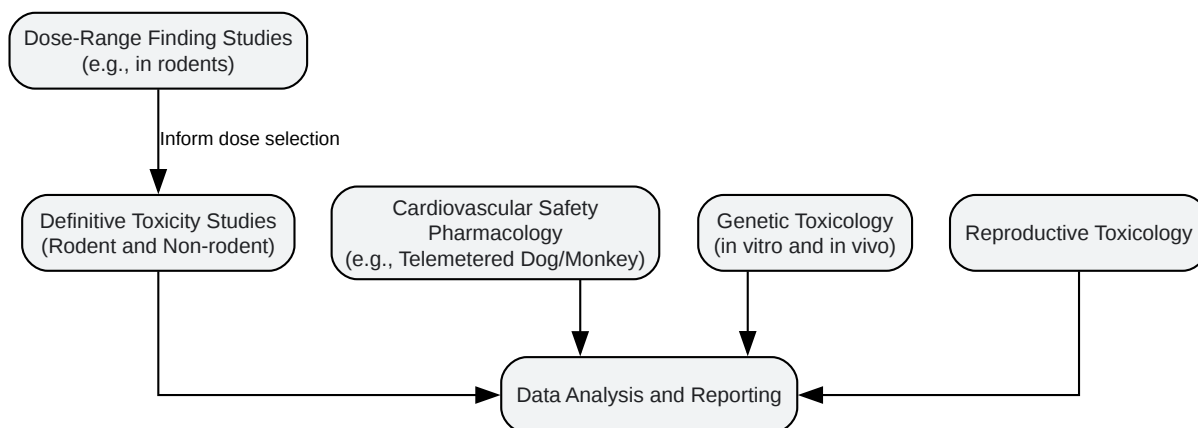 Dose-Range Finding Studies
(e.g., in rodents)
Inform dose selection
Definitive Toxicity Studies
(Rodent and Non-rodent)
Cardiovascular Safety
Pharmacology
(e.g., Telemetered Dog/Monkey)
Genetic Toxicology
(in vitro and in vivo)
Reproductive Toxicology
Data Analysis and Reporting